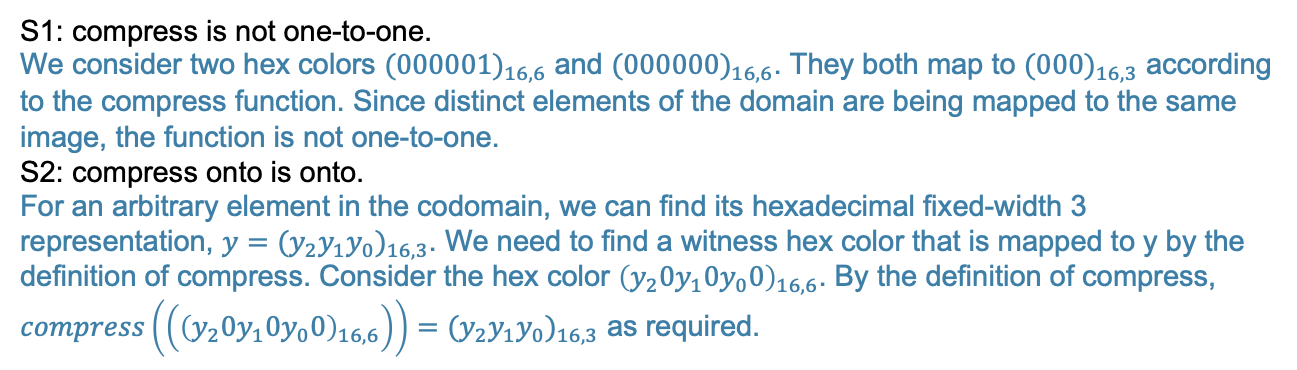 S1: compress is not one-to-one.
We consider two hex colors (000001)₁₆,₆ and (000000)₁₆,₆. They both map to (000)₁₆,₃ according
to the compress function. Since distinct elements of the domain are being mapped to the same
image, the function is not one-to-one.
S2: compress onto is onto.
For an arbitrary element in the codomain, we can find its hexadecimal fixed-width 3
representation, y = (y₂y₁y₀)₁₆,₃. We need to find a witness hex color that is mapped to y by the
definition of compress. Consider the hex color (y₂0y₁0y₀0)₁₆,₆. By the definition of compress,
compress (((y₂0y₁0y₀0)₁₆,₆)) = (y₂y₁y₀)₁₆,₃ as required.